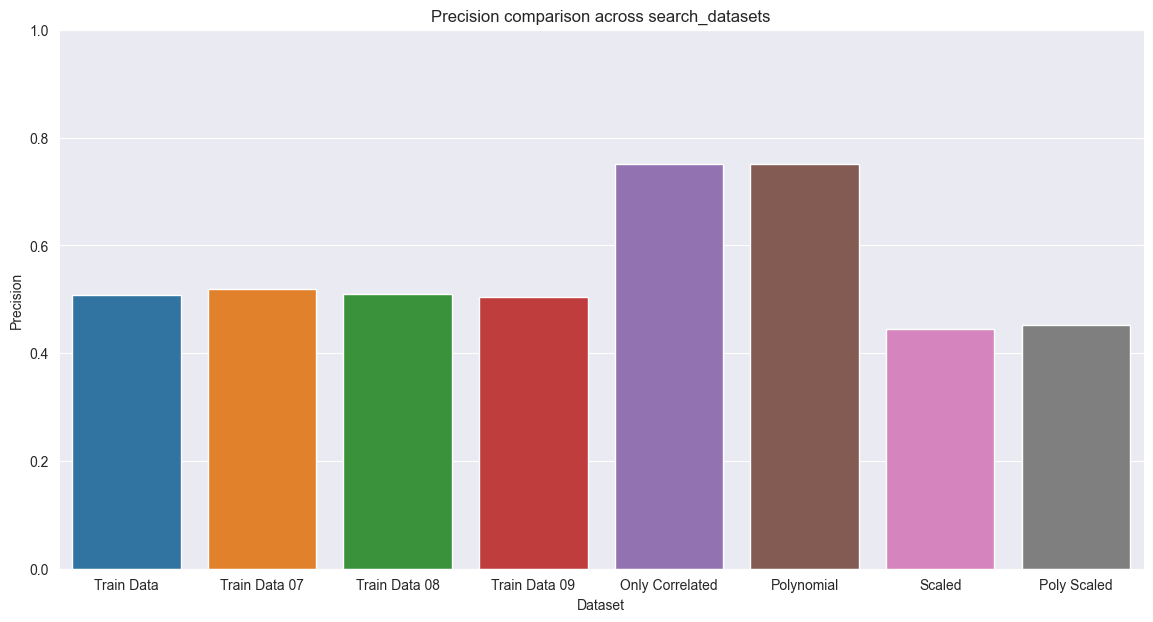 Precision comparison across search_datasets
Precision
1.0
0.8
0.6
0.4
0.2
0.0
Train Data
Train Data 07
Train Data 08
Train Data 09
Only Correlated
Polynomial
Scaled
Poly Scaled
Dataset